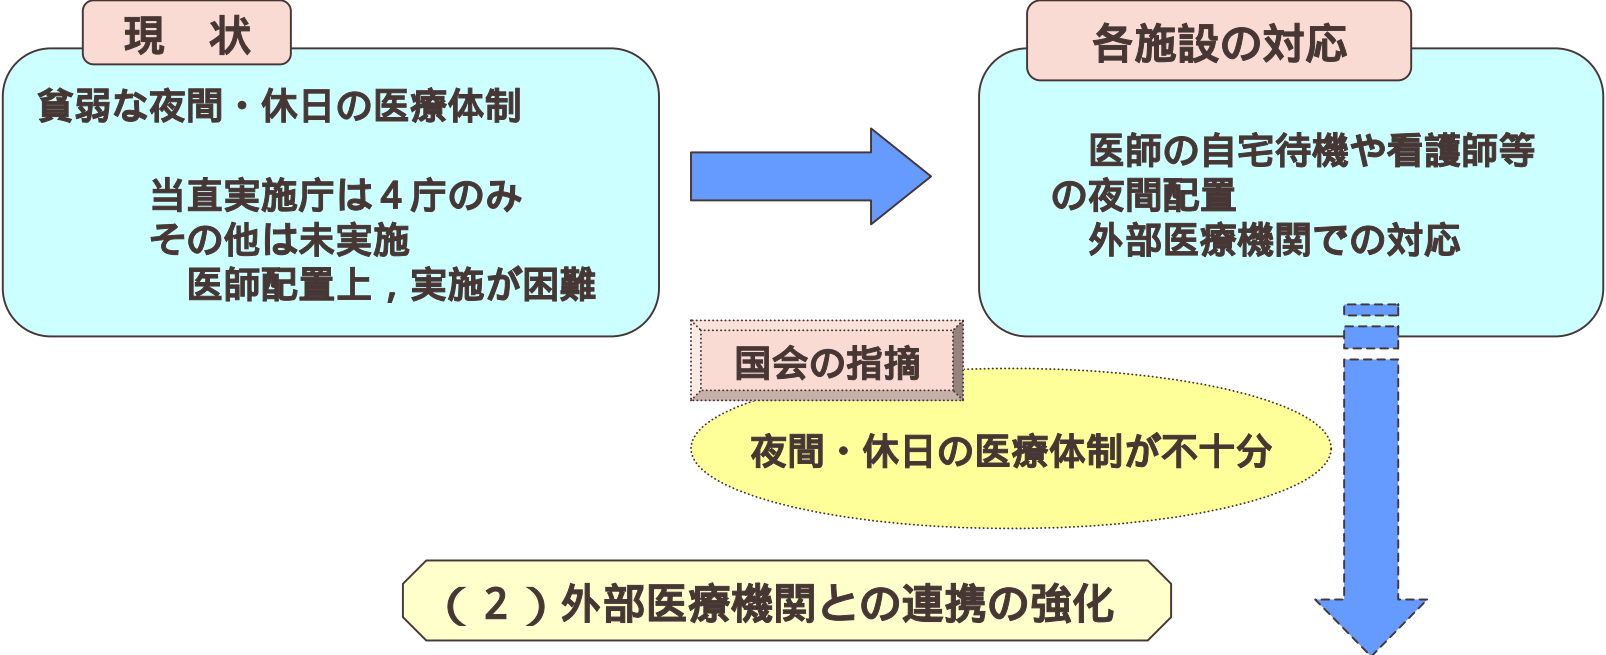 現　状
貧弱な夜間・休日の医療体制
当直実施庁は４庁のみ
その他は未実施
医師配置上，実施が困難
各施設の対応
医師の自宅待機や看護師等
の夜間配置
外部医療機関での対応
国会の指摘
夜間・休日の医療体制が不十分
（２）外部医療機関との連携の強化